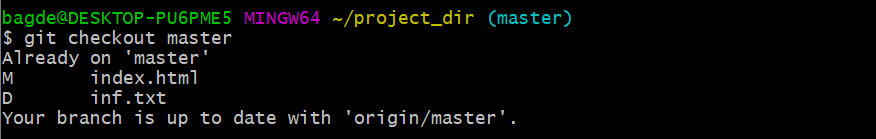 bagde@DESKTOP-PU6PME5 MINGW64 ~/project_dir (master)
$ git checkout master
Already on 'master'
M       index.html
D       inf.txt
Your branch is up to date with 'origin/master'.